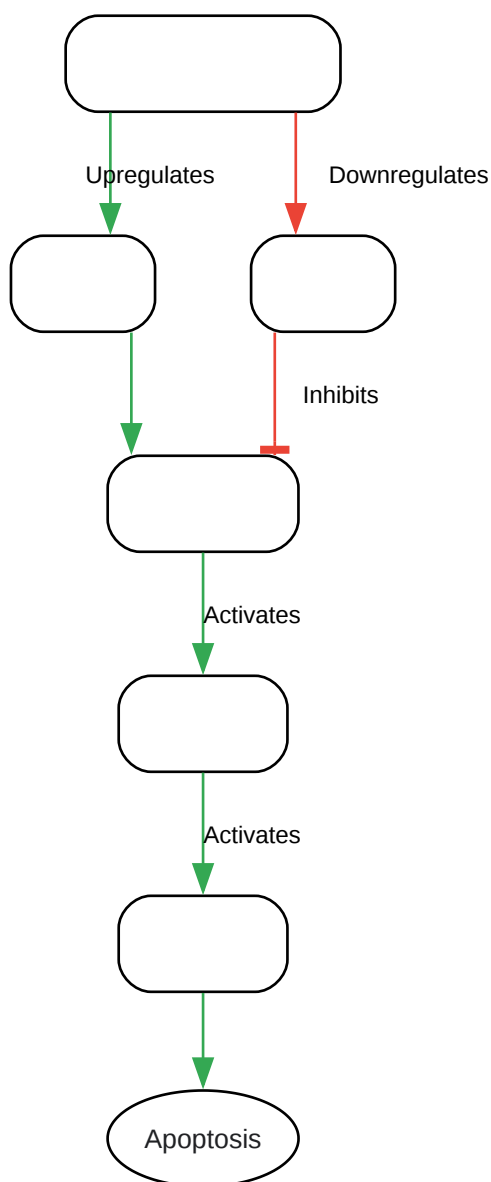 Upregulates
Downregulates
Inhibits
Activates
Activates
Apoptosis